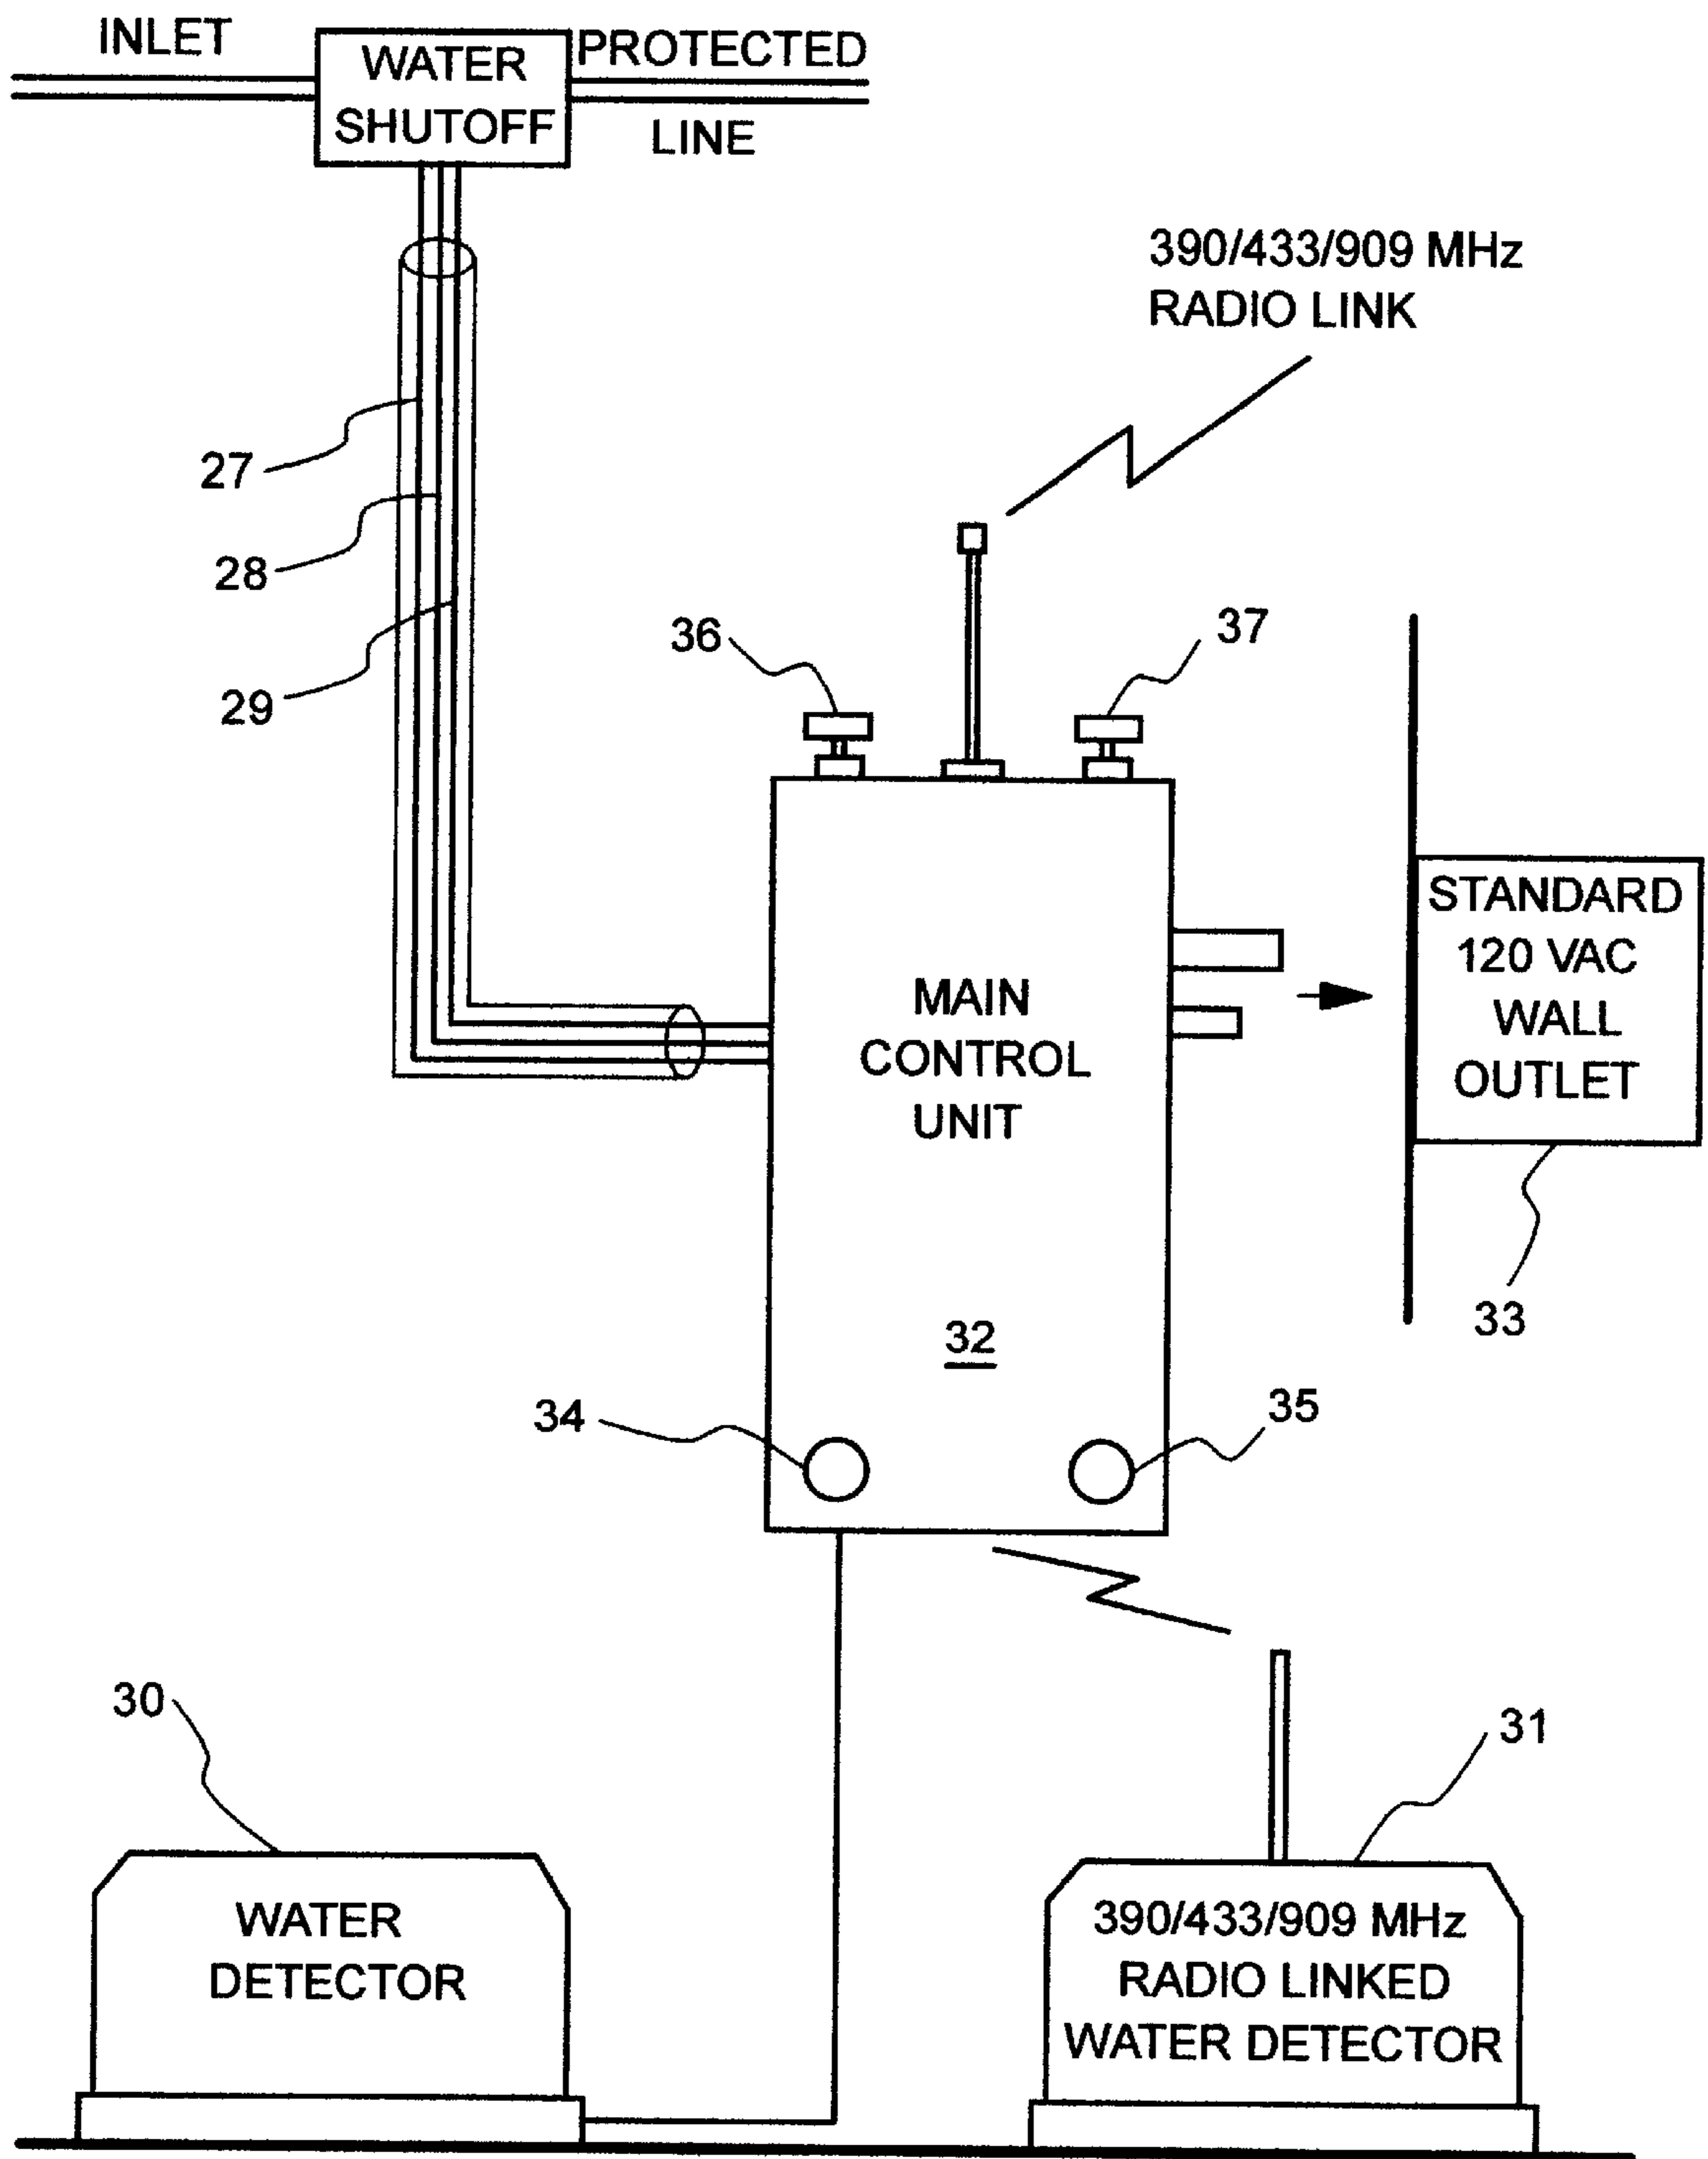 INLET
WATER
SHUTOFF
PROTECTED
LINE
390/433/909 MHz
RADIO LINK
27
28
29
36
37
STANDARD
120 VAC
WALL
OUTLET
33
MAIN
CONTROL
UNIT
32
34
35
30
WATER
DETECTOR
31
390/433/909 MHz
RADIO LINKED
WATER DETECTOR